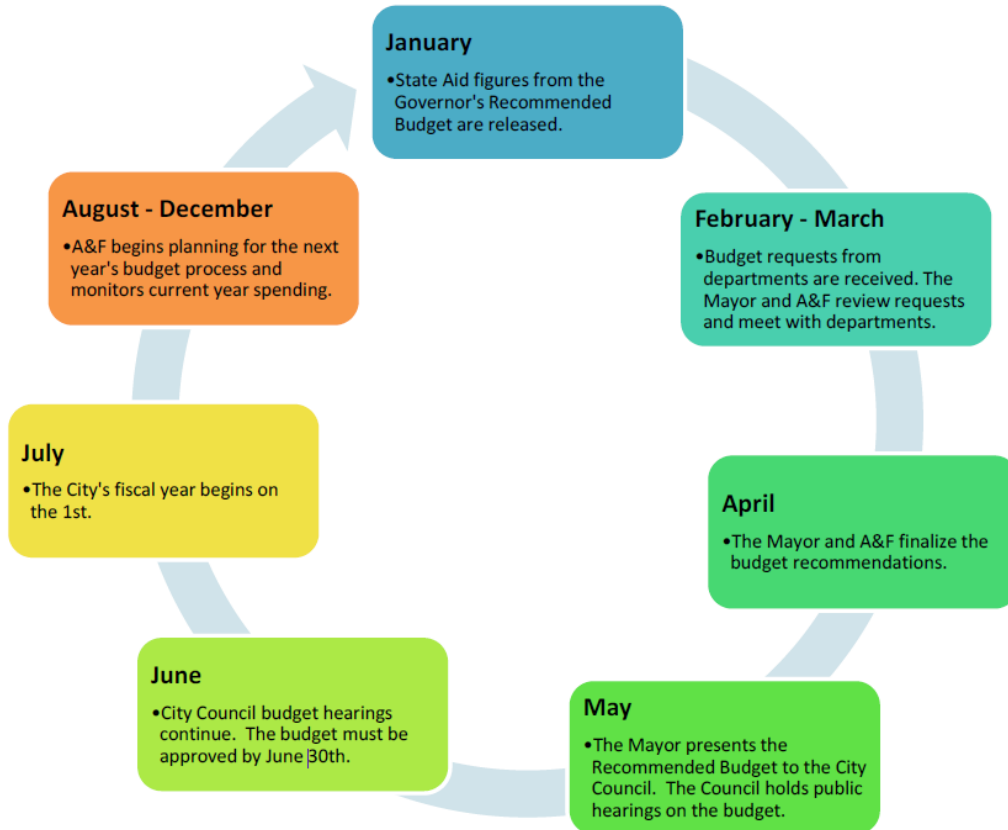 January
•State Aid figures from the
Governor's Recommended
Budget are released.
February - March
•Budget requests from
departments are received. The
Mayor and A&F review requests
and meet with departments.
April
•The Mayor and A&F finalize the
budget recommendations.
May
•The Mayor presents the
Recommended Budget to the City
Council. The Council holds public
hearings on the budget.
June
•City Council budget hearings
continue. The budget must be
approved by June 30th.
July
•The City's fiscal year begins on
the 1st.
August - December
•A&F begins planning for the next
year's budget process and
monitors current year spending.